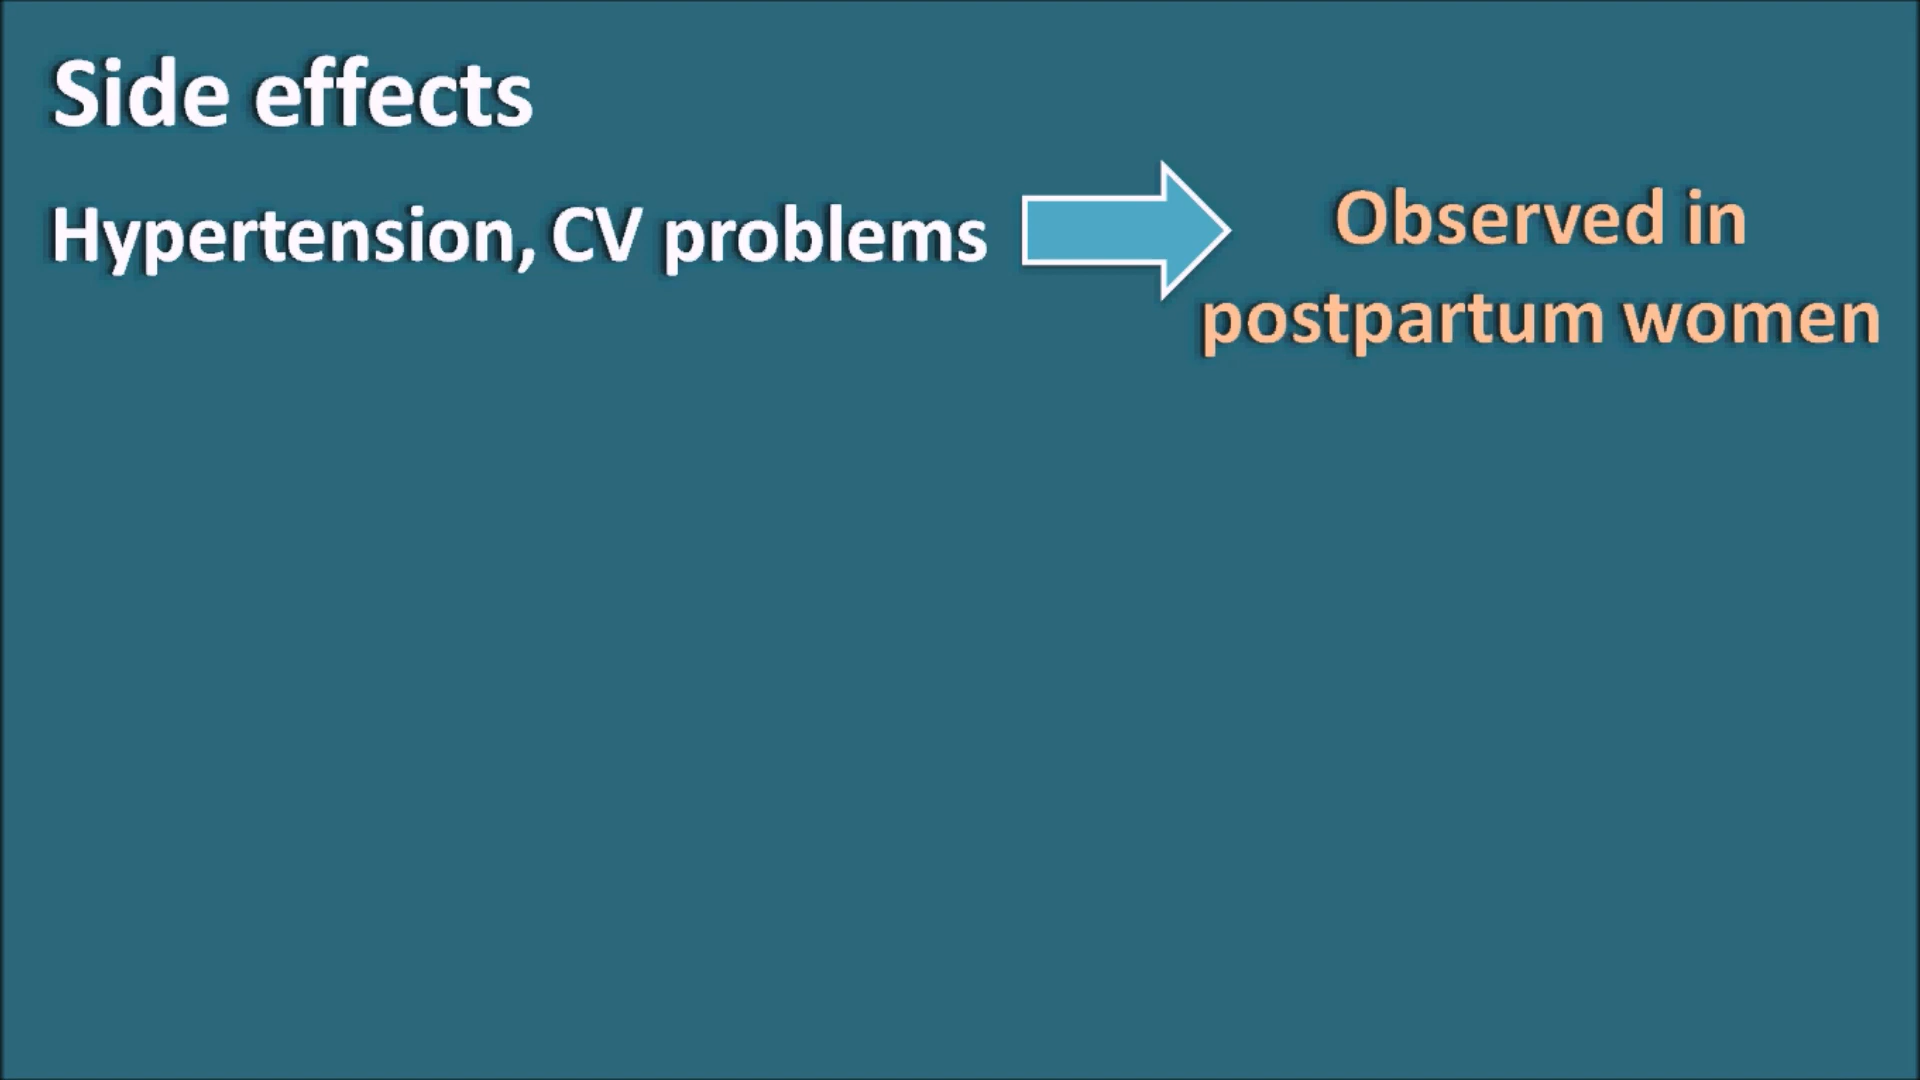 Side effects
Hypertension, CV problems
Observed in
postpartum women